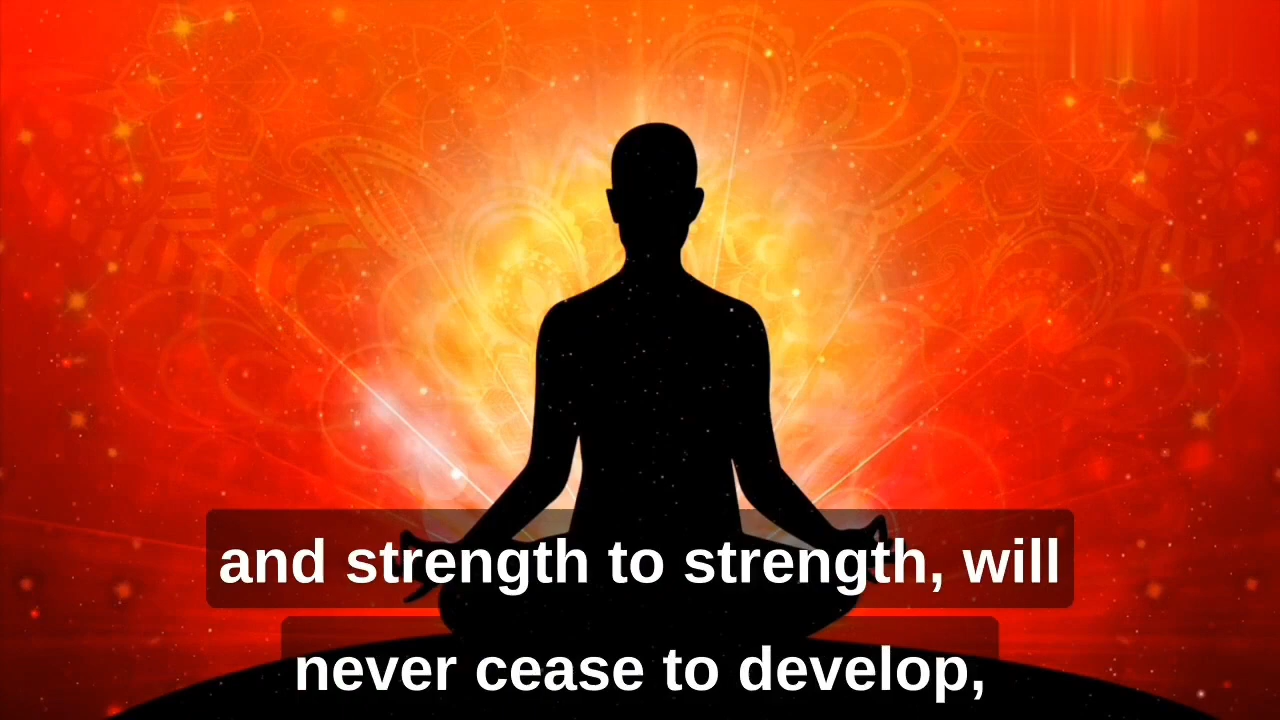 and strength to strength, will
never cease to develop,